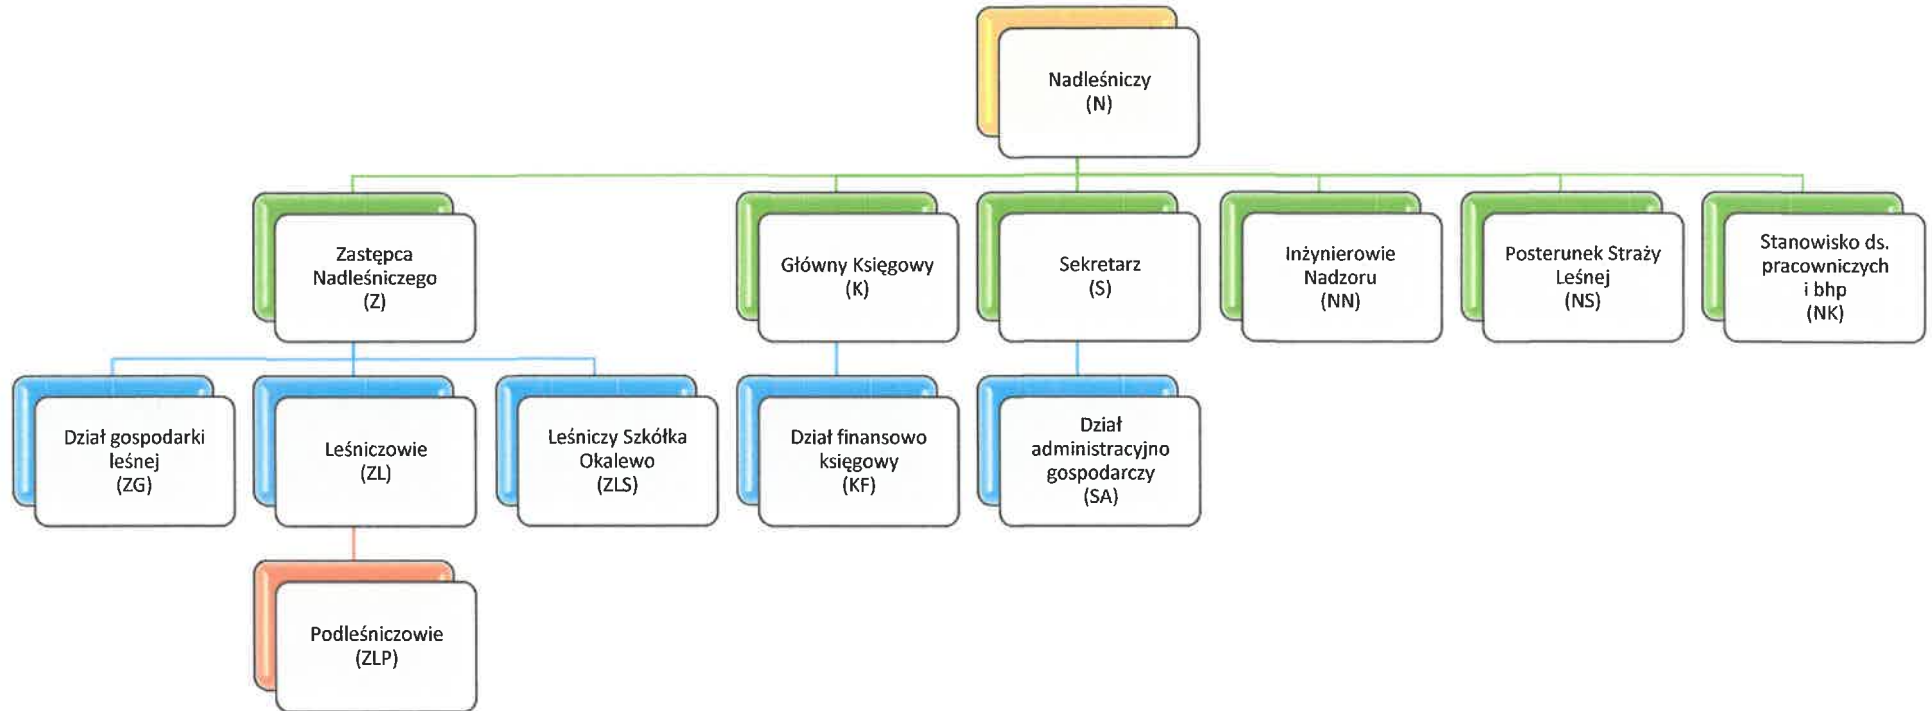 Nadleśniczy
(N)
Zastępca
Nadleśniczego
(Z)
Główny Księgowy
(K)
Sekretarz
(S)
Inżynierowie
Nadzoru
(NN)
Posterunek Straży
Leśnej
(NS)
Stanowisko ds.
pracowniczych
i bhp
(NK)
Dział gospodarki
leśnej
(ZG)
Leśniczowie
(ZL)
Leśniczy Szkółka
Okalewo
(ZLS)
Dział finansowo
księgowy
(KF)
Dział
administracyjno
gospodarczy
(SA)
Podleśniczowie
(ZLP)